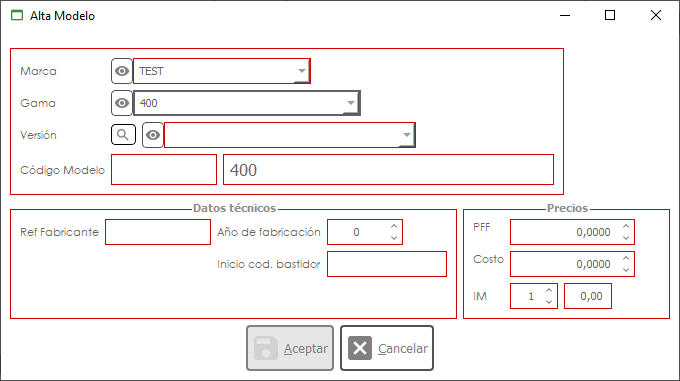 Alta Modelo
Marca TEST
Gama 400
Versión
Código Modelo 400
Datos técnicos
Ref Fabricante Año de fabricación 0
Inicio cod. bastidor
Precios
PFF 0,0000
Costo 0,0000
IM 1 0,00
Aceptar Cancelar